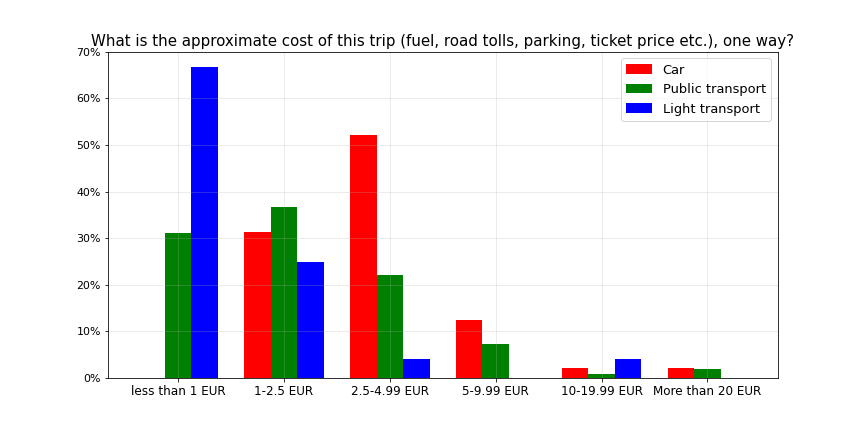 What is the approximate cost of this trip (fuel, road tolls, parking, ticket price etc.), one way?
70%
60%
50%
40%
30%
20%
10%
0%
Car
Public transport
Light transport
less than 1 EUR
1-2.5 EUR
2.5-4.99 EUR
5-9.99 EUR
10-19.99 EUR
More than 20 EUR